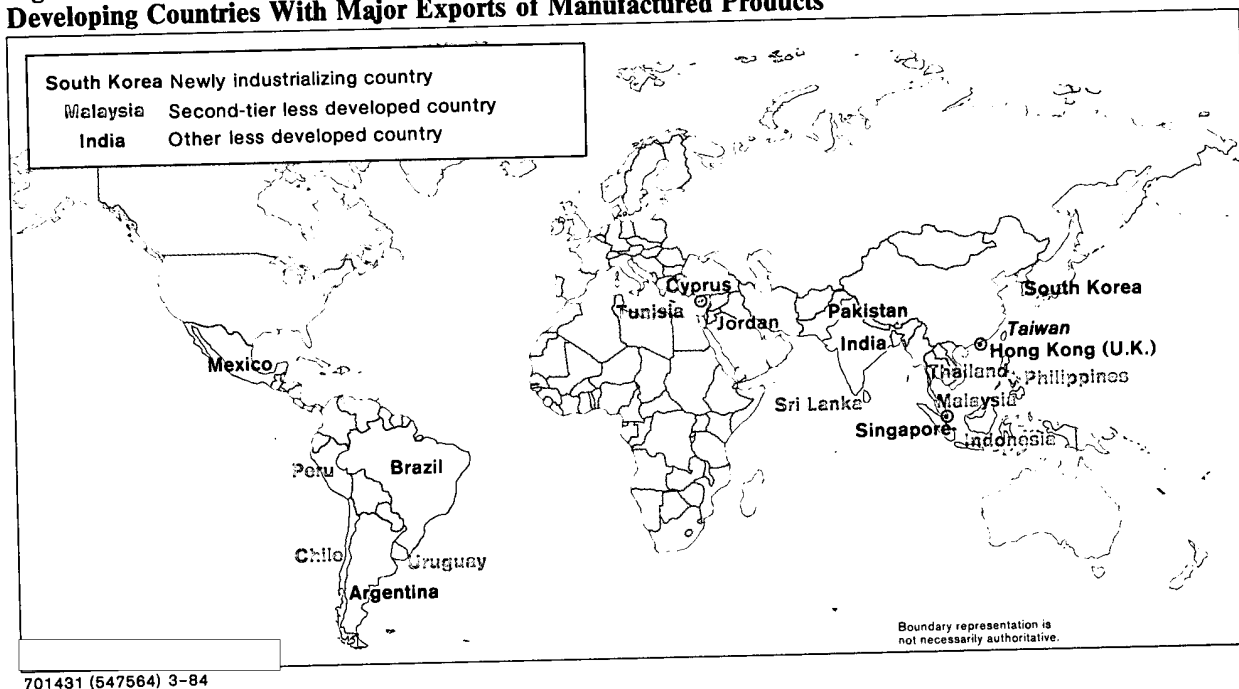 Developing Countries With Major Exports of Manufactured Products
South Korea Newly industrializing country
Malaysia Second-tier less developed country
India Other less developed country
Cyprus
Tunisia
Jordan
Pakistan
India
South Korea
Taiwan
Hong Kong (U.K.)
Mexico
Thailand
Philippines
Sri Lanka
Malaysia
Singapore
Indonesia
Peru
Brazil
Chile
Uruguay
Argentina
Boundary representation is
not necessarily authoritative.
701431 (547564) 3-84